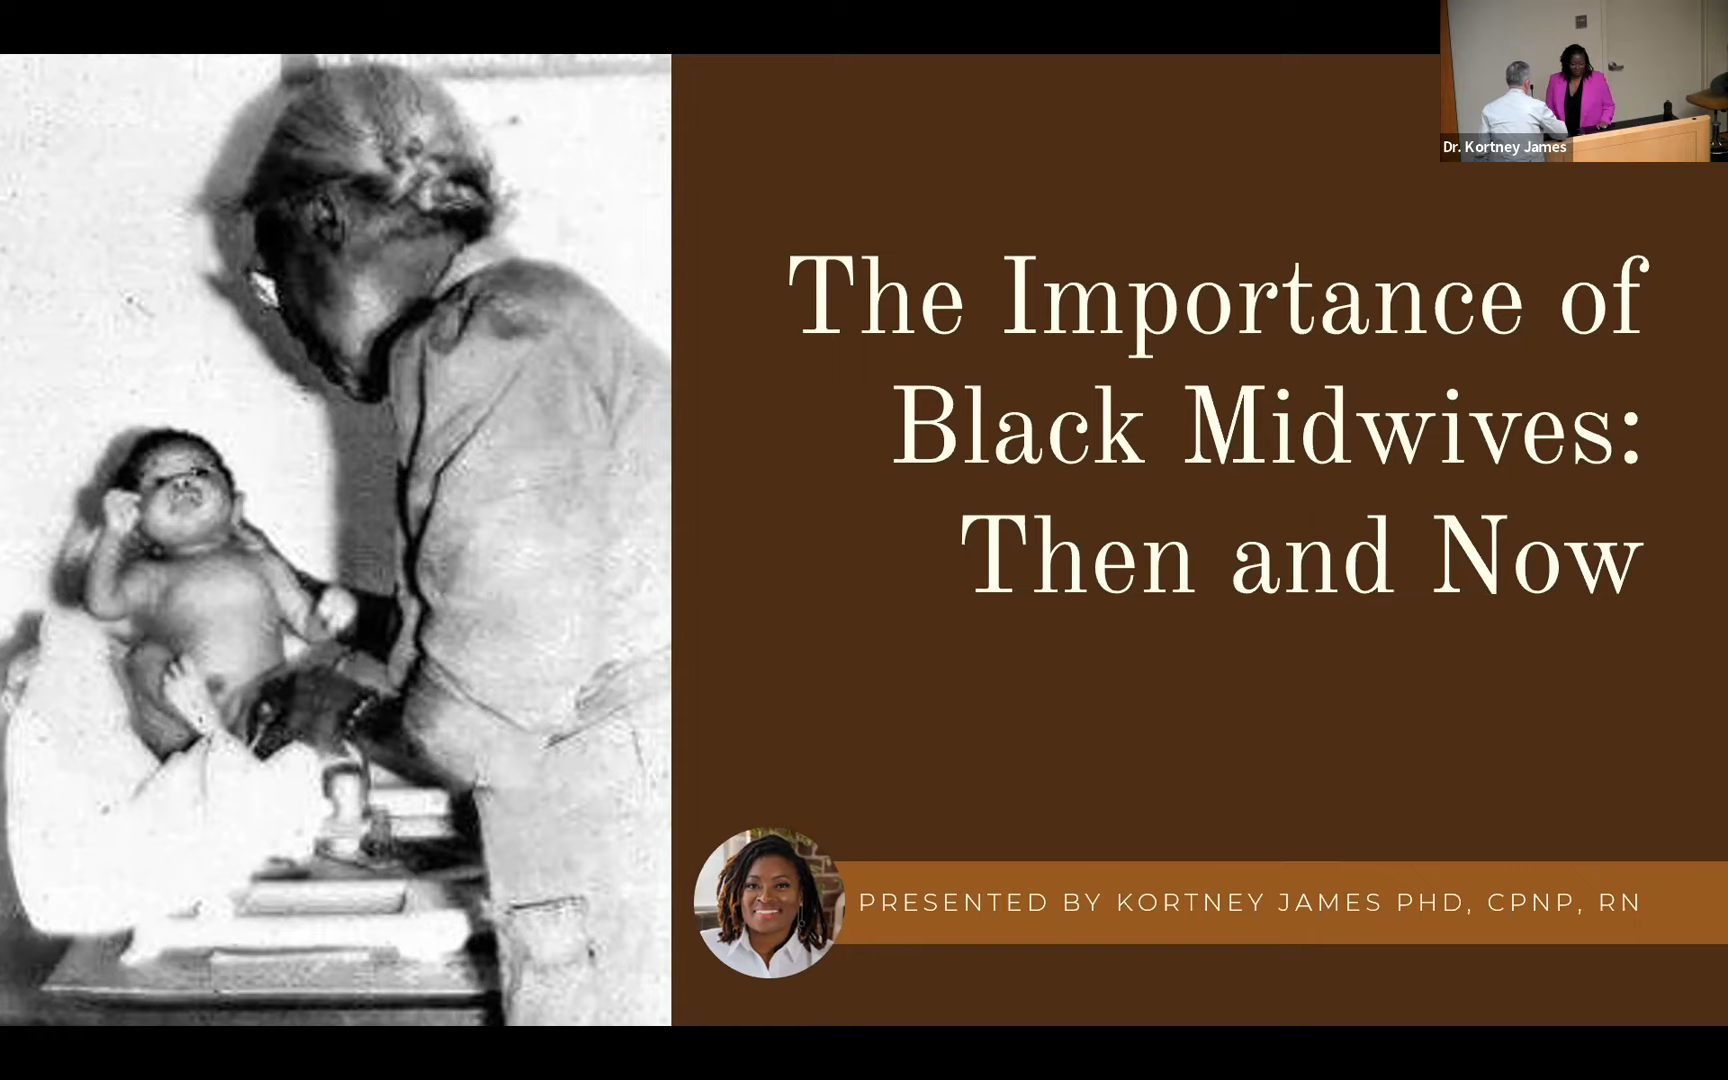 Dr. Kortney James
The Importance of
Black Midwives:
Then and Now
PRESENTED BY KORTNEY JAMES PHD, CPNP, RN